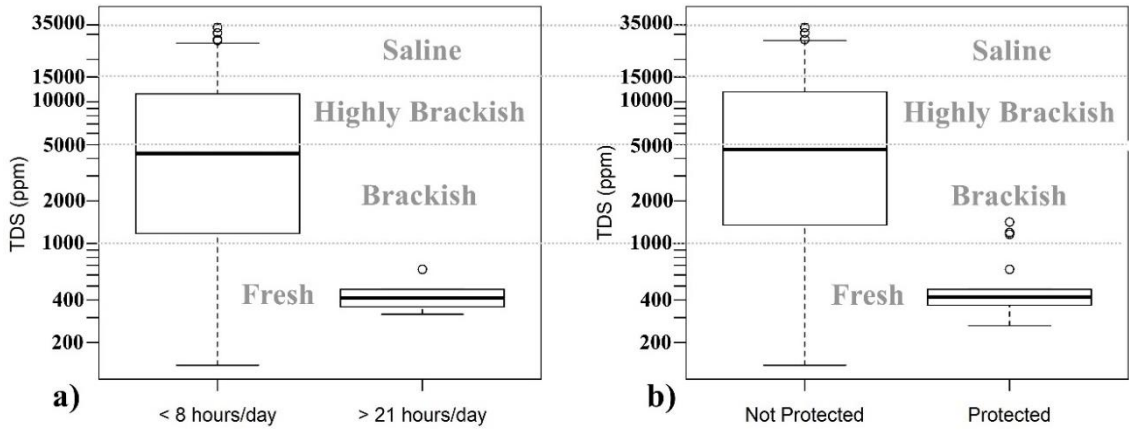 35000
15000
10000
5000
2000
1000
400
200
TDS (ppm)
Saline
Highly Brackish
Brackish
Fresh
a)
< 8 hours/day
> 21 hours/day
35000
15000
10000
5000
2000
1000
400
200
TDS (ppm)
Saline
Highly Brackish
Brackish
Fresh
b)
Not Protected
Protected